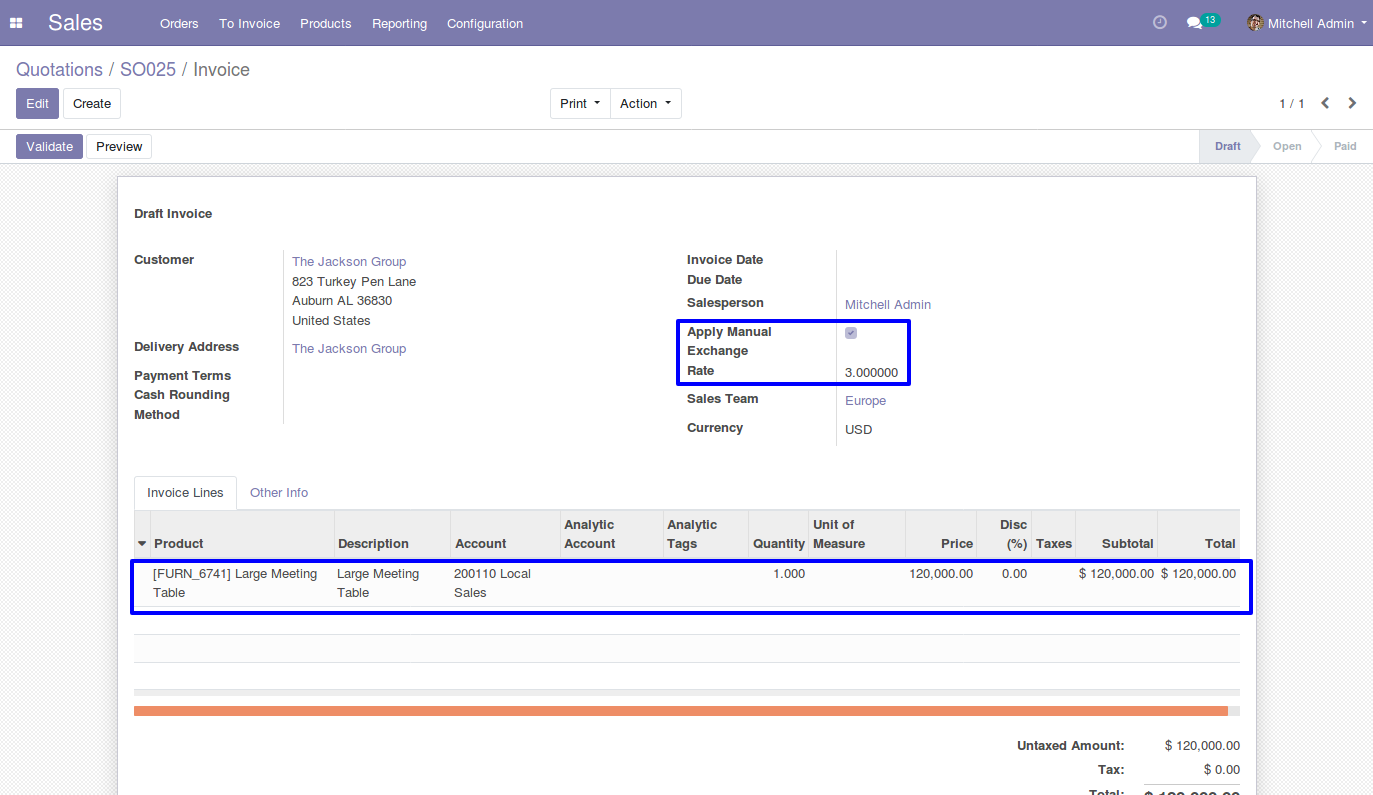 Sales Orders To Invoice Products Reporting Configuration 13 Mitchell Admin
Quotations / SO025 / Invoice
Edit Create Print Action 1 / 1
Validate Preview Draft Open Paid
Draft Invoice
Customer The Jackson Group
823 Turkey Pen Lane
Auburn AL 36830
United States
Delivery Address The Jackson Group
Payment Terms
Cash Rounding
Method
Invoice Date
Due Date
Salesperson Mitchell Admin
Apply Manual
Exchange
Rate 3.000000
Sales Team Europe
Currency USD
Invoice Lines Other Info
Product Description Account Analytic Account Analytic Tags Quantity Unit of Measure Price Disc (%) Taxes Subtotal Total
[FURN_6741] Large Meeting Large Meeting 200110 Local 1.000 120,000.00 0.00 $ 120,000.00 $ 120,000.00
Table Table Sales
Untaxed Amount: $ 120,000.00
Tax: $ 0.00
Total: $ 120,000.00